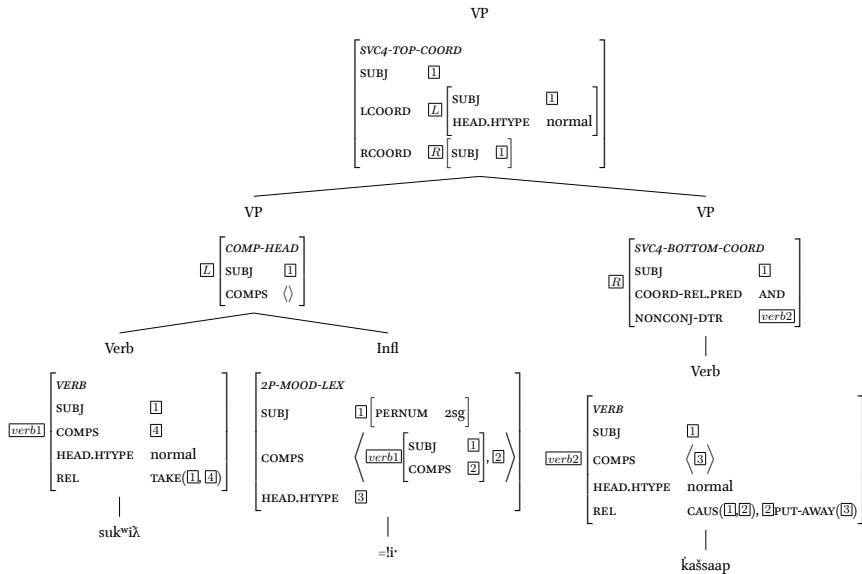 VP
SVC4-TOP-COORD
SUBJ 1
LCOORD L SUBJ 1
HEAD.HTYPE normal
RCOORD R SUBJ 1
VP
VP
L COMP-HEAD
SUBJ 1
COMPS ⟨⟩
R SVC4-BOTTOM-COORD
SUBJ 1
COORD-REL.PRED AND
NONCONJ-DTR verb2
Verb
Infl
Verb
verb1 VERB
SUBJ 1
COMPS 4
HEAD.HTYPE normal
REL TAKE(1, 4)
2P-MOOD-LEX
SUBJ 1 PERNUM 2sg
COMPS ⟨ verb1 SUBJ 1
COMPS 2 , 2 ⟩
HEAD.HTYPE 3
verb2 VERB
SUBJ 1
COMPS ⟨3⟩
HEAD.HTYPE normal
REL CAUS(1,2), 2PUT-AWAY(3)
sukʷiƛ̓
=!iˑ
k̓ašsaap